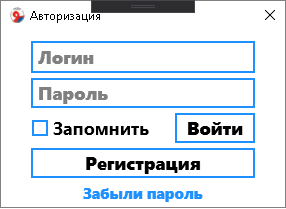 Авторизация
Логин
Пароль
Запомнить Войти
Регистрация
Забыли пароль